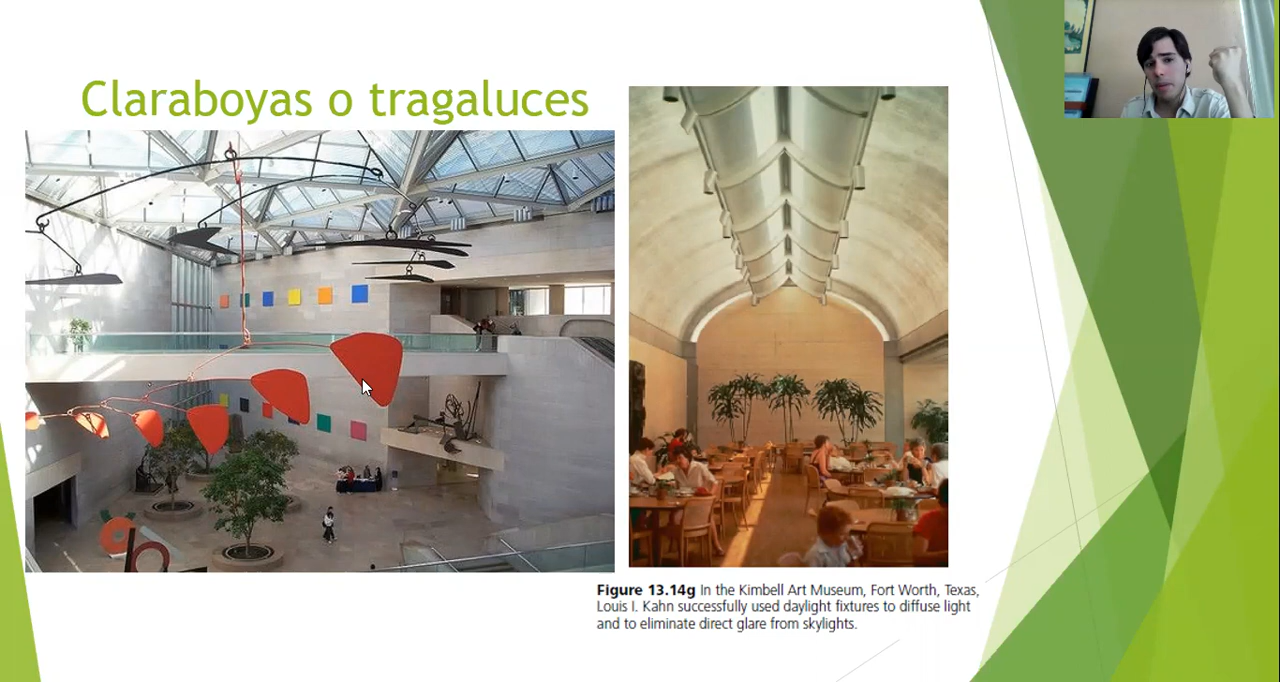 Claraboyas o tragaluces
Figure 13.14g In the Kimbell Art Museum, Fort Worth, Texas,
Louis I. Kahn successfully used daylight fixtures to diffuse light
and to eliminate direct glare from skylights.